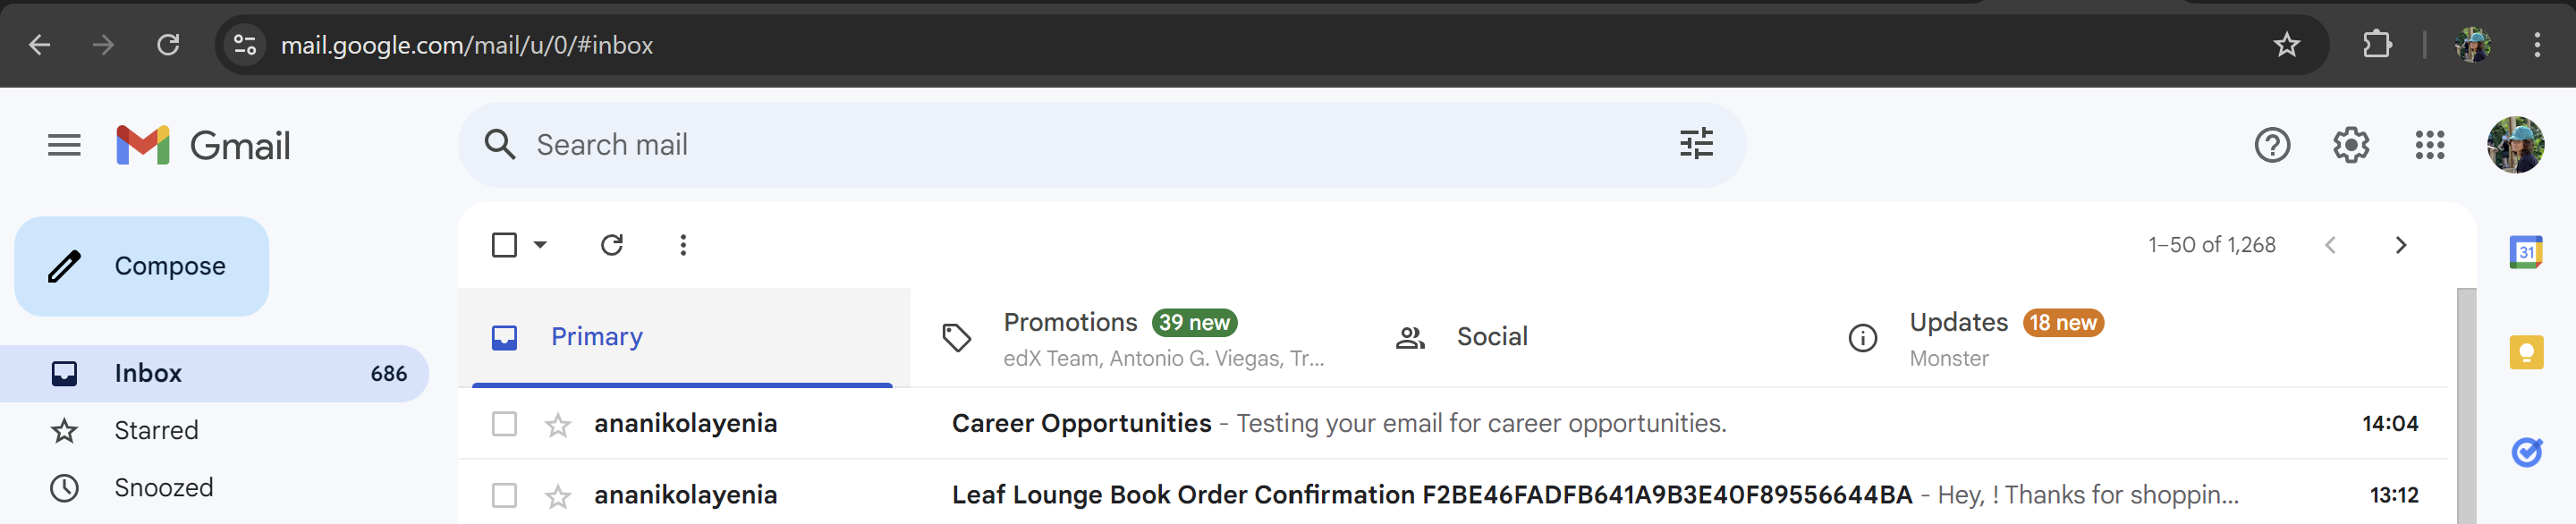 mail.google.com/mail/u/0/#inbox
Gmail
Search mail
Compose
1–50 of 1,268
31
Primary
Promotions 39 new
edX Team, Antonio G. Viegas, Tr...
Social
Updates 18 new
Monster
Inbox 686
Starred
Snoozed
ananikolayenia Career Opportunities - Testing your email for career opportunities. 14:04
ananikolayenia Leaf Lounge Book Order Confirmation F2BE46FADFB641A9B3E40F89556644BA - Hey, ! Thanks for shoppin... 13:12